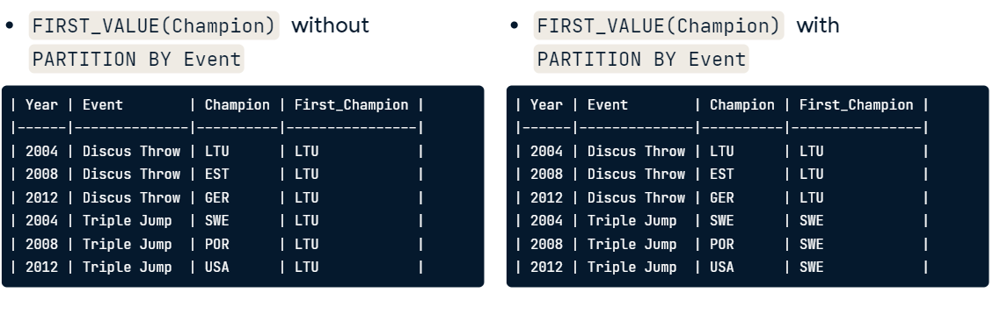 • FIRST_VALUE(Champion) without
PARTITION BY Event
| Year | Event        | Champion | First_Champion |
|------|--------------|----------|----------------|
| 2004 | Discus Throw | LTU      | LTU            |
| 2008 | Discus Throw | EST      | LTU            |
| 2012 | Discus Throw | GER      | LTU            |
| 2004 | Triple Jump  | SWE      | LTU            |
| 2008 | Triple Jump  | POR      | LTU            |
| 2012 | Triple Jump  | USA      | LTU            |
• FIRST_VALUE(Champion) with
PARTITION BY Event
| Year | Event        | Champion | First_Champion |
|------|--------------|----------|----------------|
| 2004 | Discus Throw | LTU      | LTU            |
| 2008 | Discus Throw | EST      | LTU            |
| 2012 | Discus Throw | GER      | LTU            |
| 2004 | Triple Jump  | SWE      | SWE            |
| 2008 | Triple Jump  | POR      | SWE            |
| 2012 | Triple Jump  | USA      | SWE            |